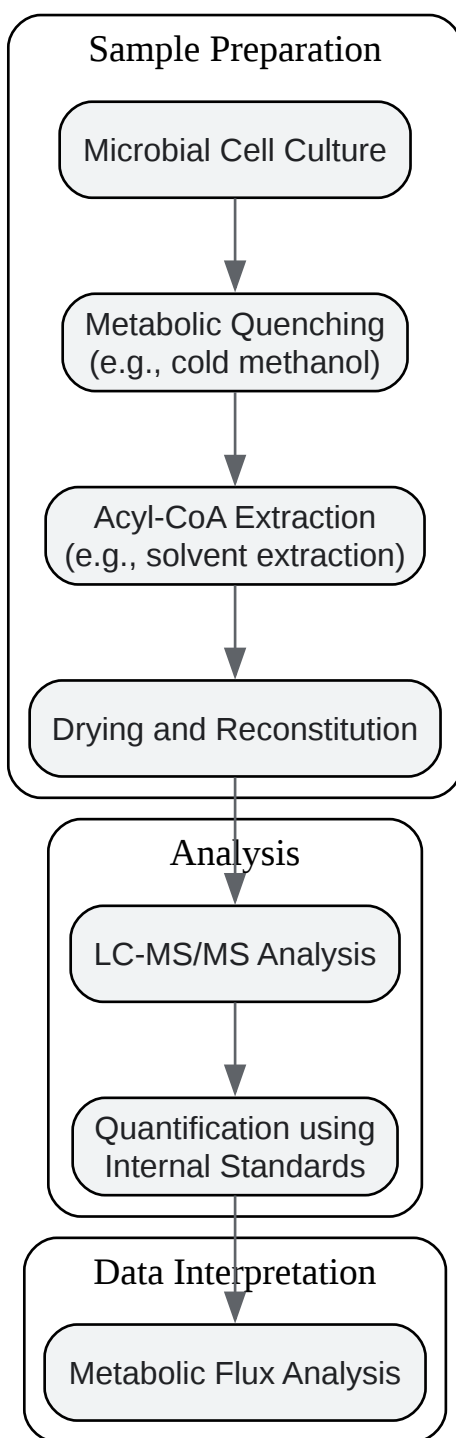 Sample Preparation
Microbial Cell Culture
Metabolic Quenching
(e.g., cold methanol)
Acyl-CoA Extraction
(e.g., solvent extraction)
Drying and Reconstitution
Analysis
LC-MS/MS Analysis
Quantification using
Internal Standards
Data Interpretation
Metabolic Flux Analysis